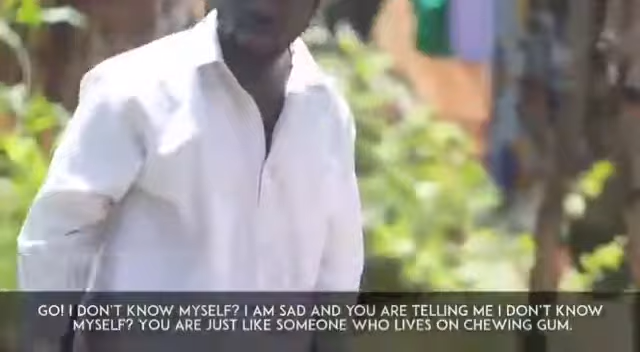 GO! I DON'T KNOW MYSELF? I AM SAD AND YOU ARE TELLING ME I DON'T KNOW
MYSELF? YOU ARE JUST LIKE SOMEONE WHO LIVES ON CHEWING GUM.